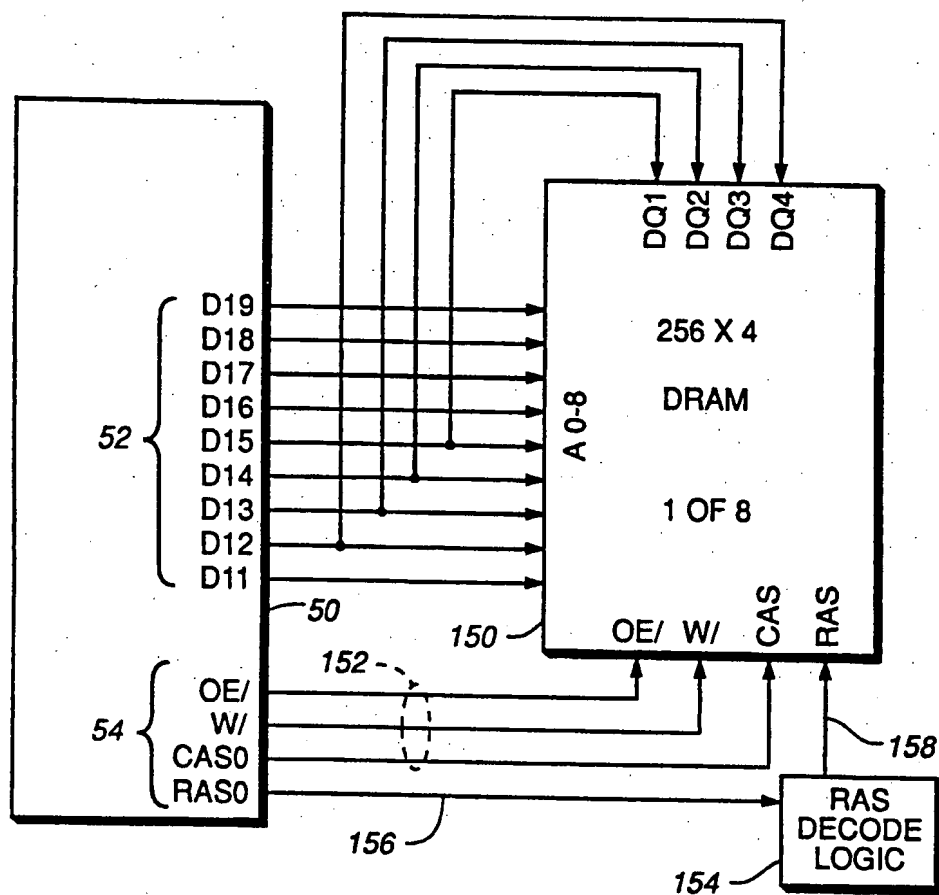 DQ1
DQ2
DQ3
DQ4
D19
D18
D17
D16
D15
D14
D13
D12
D11
52
A 0-8
256 X 4
DRAM
1 OF 8
50
150
OE/
W/
CAS
RAS
152
OE/
W/
CAS0
RAS0
54
156
158
RAS
DECODE
LOGIC
154